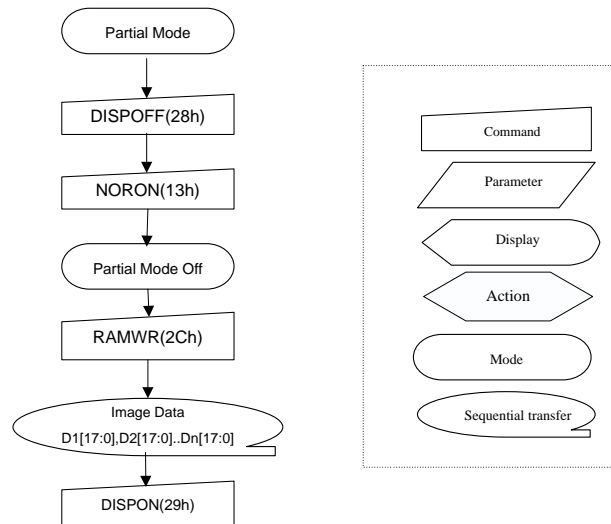 Partial Mode
DISPOFF(28h)
NORON(13h)
Partial Mode Off
RAMWR(2Ch)
Image Data
D1[17:0],D2[17:0]..Dn[17:0]
DISPON(29h)
Command
Parameter
Display
Action
Mode
Sequential transfer